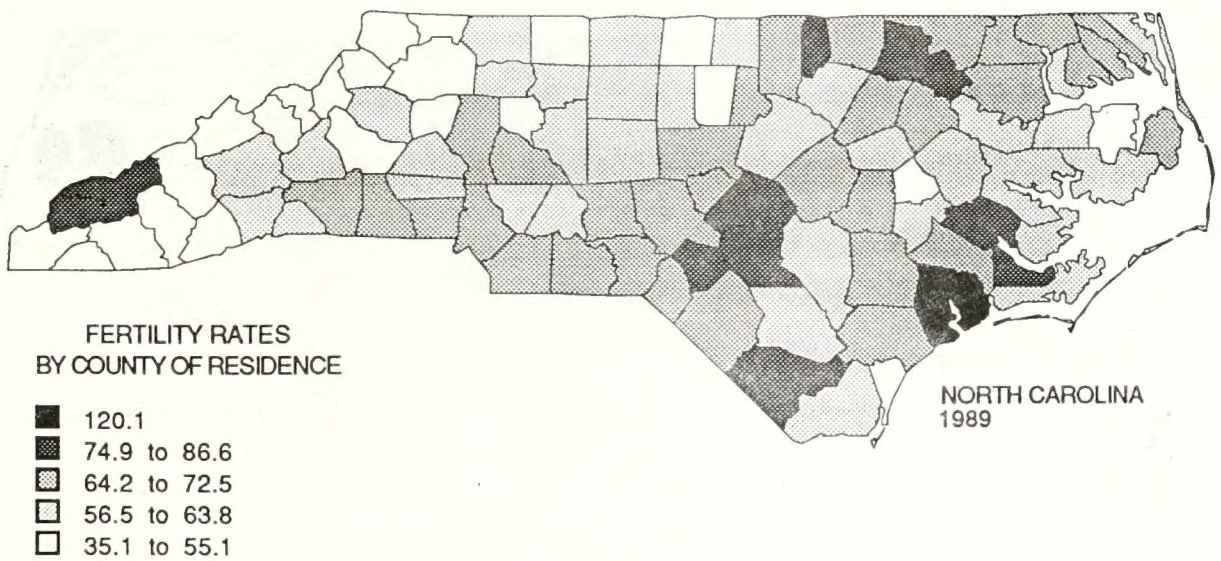 FERTILITY RATES
BY COUNTY OF RESIDENCE
120.1
74.9 to 86.6
64.2 to 72.5
56.5 to 63.8
35.1 to 55.1
NORTH CAROLINA
1989